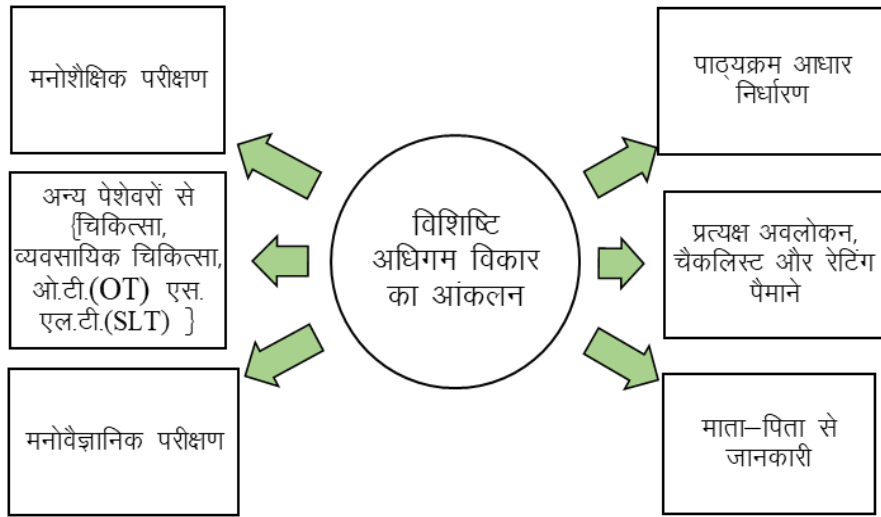 मनोशैक्षिक परीक्षण
अन्य पेशेवरों से
{चिकित्सा,
व्यवसायिक चिकित्सा,
ओ.टी.(OT) एस.
एल.टी.(SLT) }
मनोवैज्ञानिक परीक्षण
विशिष्टि
अधिगम विकार
का आंकलन
पाठ्यक्रम आधार
निर्धारण
प्रत्यक्ष अवलोकन,
चैकलिस्ट और रेटिंग
पैमाने
माता–पिता से
जानकारी